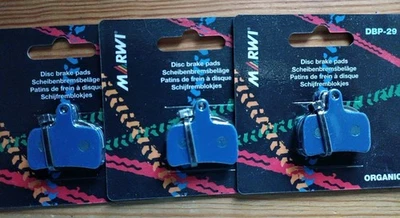 MARWI
Disc brake pads
Scheibenbremsbeläge
Patins de frein à disque
Schijfremblokjes
MARWI
Disc brake pads
Scheibenbremsbeläge
Patins de frein à disque
Schijfremblokjes
DBP-29
MARWI
Disc brake pads
Scheibenbremsbeläge
Patins de frein à disque
Schijfremblokjes
ORGANIC